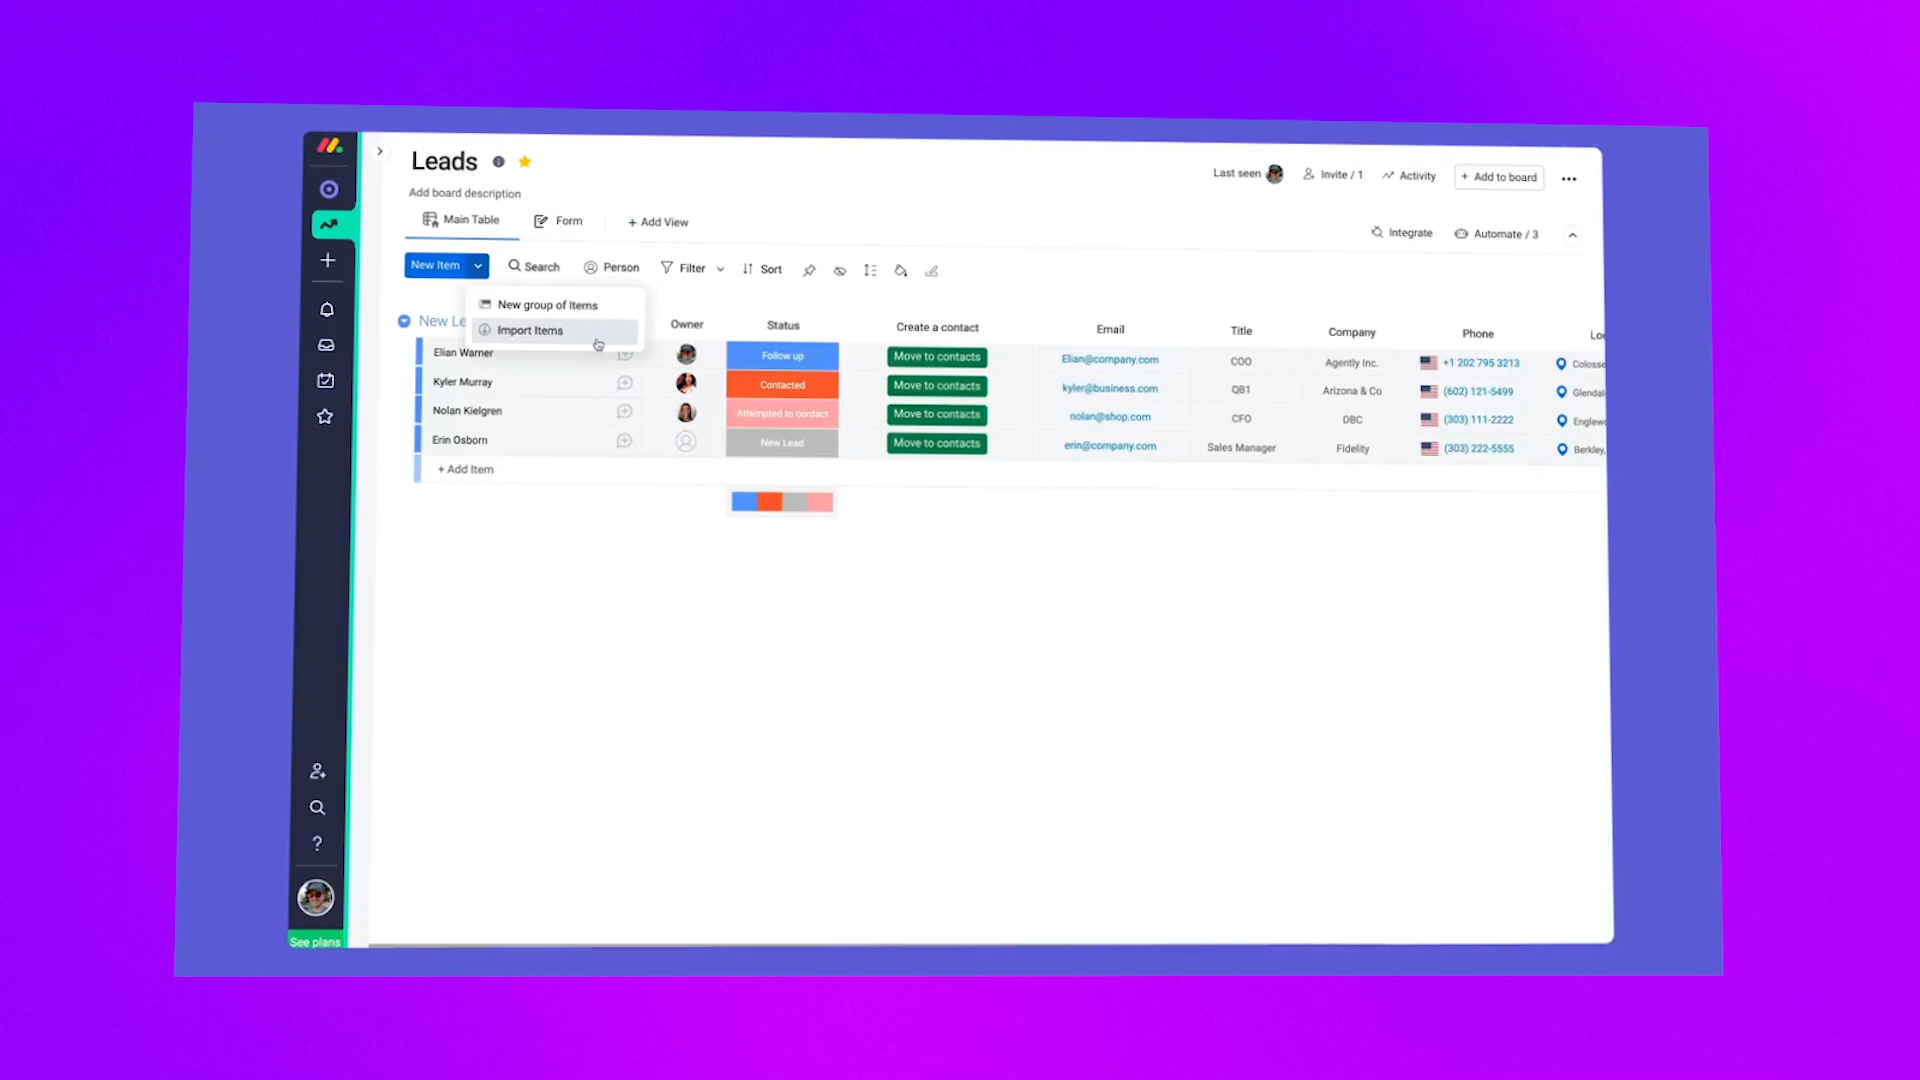 Leads
Last seen
Invite / 1
Activity
+ Add to board
Add board description
Main Table
Form
+ Add View
Integrate
Automate / 3
New Item
Search
Person
Filter
Sort
New group of Items
Import Items
New Le
Owner
Status
Create a contact
Email
Title
Company
Phone
Loc
Elian Warner
Follow up
Move to contacts
Elian@company.com
COO
Agently Inc.
+1 202 795 3213
Colosse
Kyler Murray
Contacted
Move to contacts
kyler@business.com
QB1
Arizona & Co
(602) 121-5499
Glendal
Nolan Kielgren
Attempted to contact
Move to contacts
nolan@shop.com
CFO
DBC
(303) 111-2222
Englewo
Erin Osborn
New Lead
Move to contacts
erin@company.com
Sales Manager
Fidelity
(303) 222-5555
Berkley,
+ Add Item
See plans